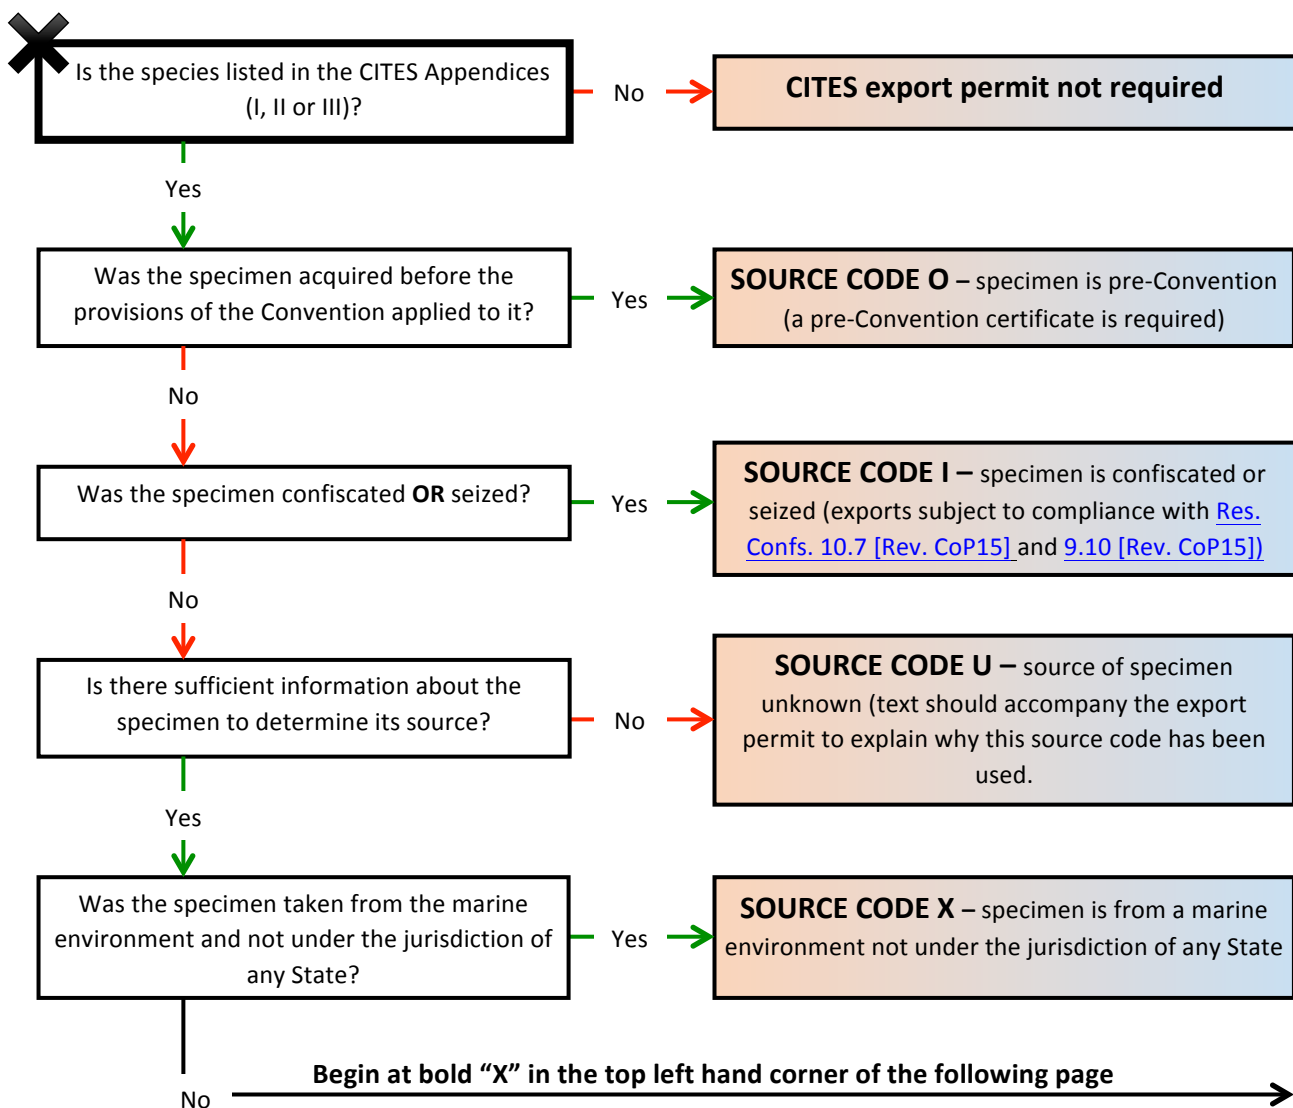 Is the species listed in the CITES Appendices
(I, II or III)?
No
CITES export permit not required
Yes
Was the specimen acquired before the
provisions of the Convention applied to it?
Yes
SOURCE CODE O – specimen is pre-Convention
(a pre-Convention certificate is required)
No
Was the specimen confiscated OR seized?
Yes
SOURCE CODE I – specimen is confiscated or
seized (exports subject to compliance with Res.
Confs. 10.7 [Rev. CoP15] and 9.10 [Rev. CoP15])
No
Is there sufficient information about the
specimen to determine its source?
No
SOURCE CODE U – source of specimen
unknown (text should accompany the export
permit to explain why this source code has been
used.
Yes
Was the specimen taken from the marine
environment and not under the jurisdiction of
any State?
Yes
SOURCE CODE X – specimen is from a marine
environment not under the jurisdiction of any State
No
Begin at bold “X” in the top left hand corner of the following page